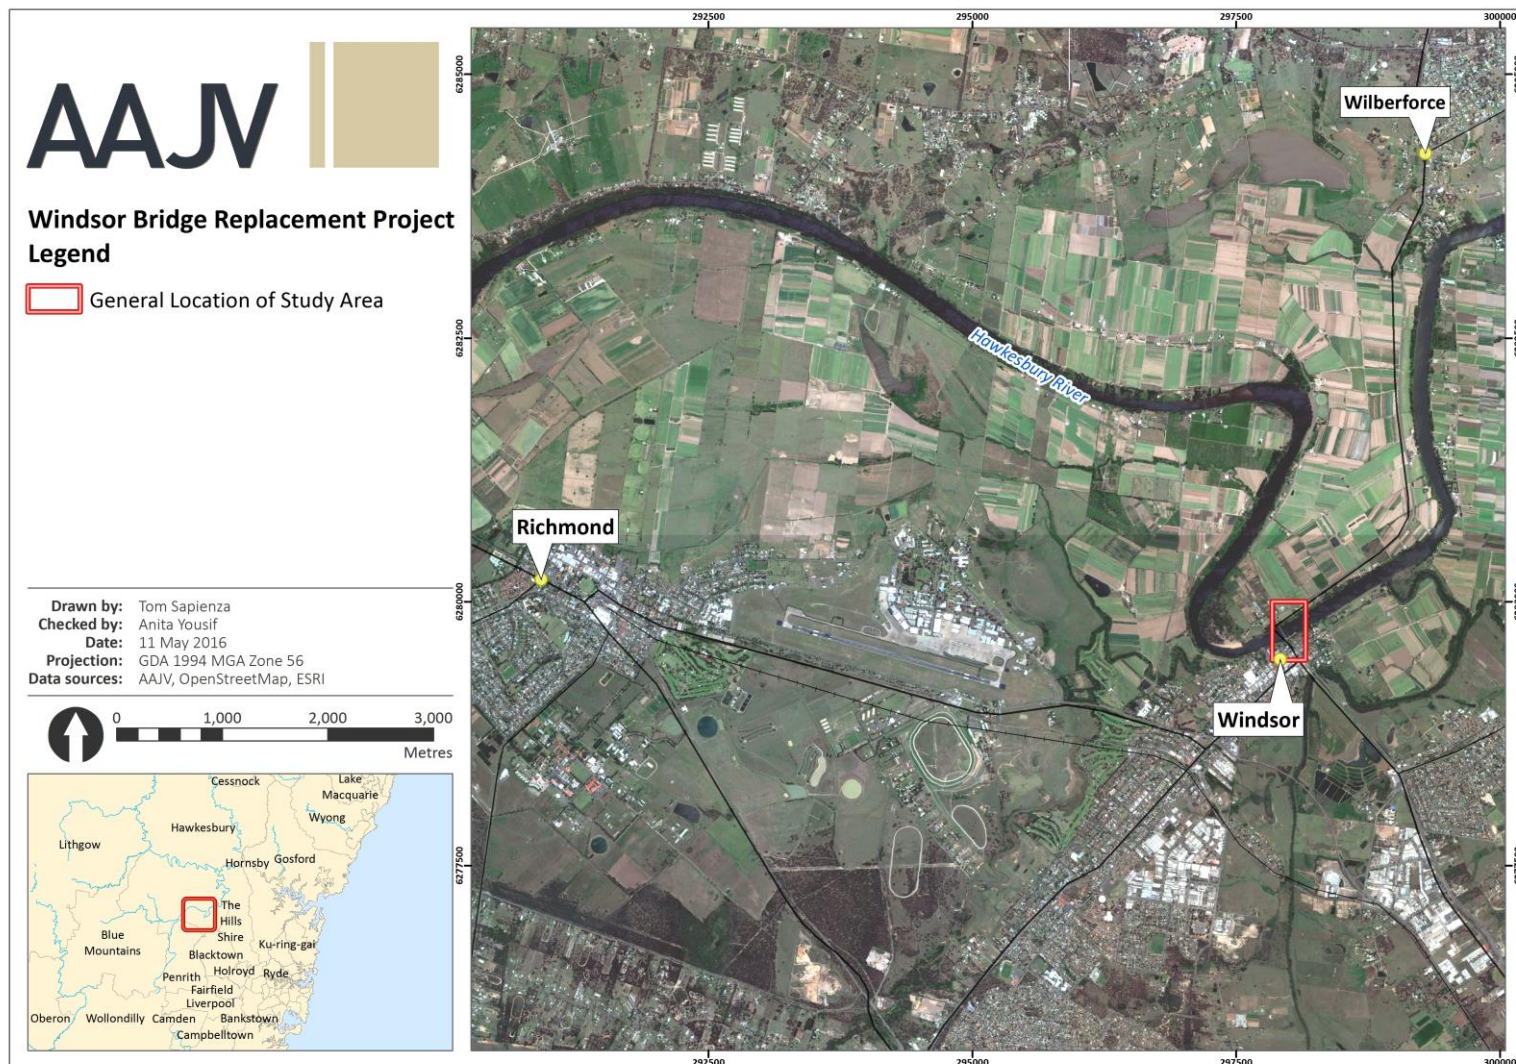 AAJV
Windsor Bridge Replacement Project
Legend
General Location of Study Area
Drawn by: Tom Sapienza
Checked by: Anita Yousif
Date: 11 May 2016
Projection: GDA 1994 MGA Zone 56
Data sources: AAJV, OpenStreetMap, ESRI
0 1,000 2,000 3,000
Metres
Cessnock
Lake
Macquarie
Wyong
Hawkesbury
Lithgow
Hornsby
Gosford
The
Hills
Shire
Blue
Mountains
Ku-ring-gai
Blacktown
Holroyd
Ryde
Penrith
Fairfield
Liverpool
Oberon
Wollondilly
Camden
Bankstown
Campbelltown
292500
295000
297500
300000
6285000
6282500
6280000
6277500
Wilberforce
Hawkesbury River
Richmond
Windsor
292500
295000
297500
300000